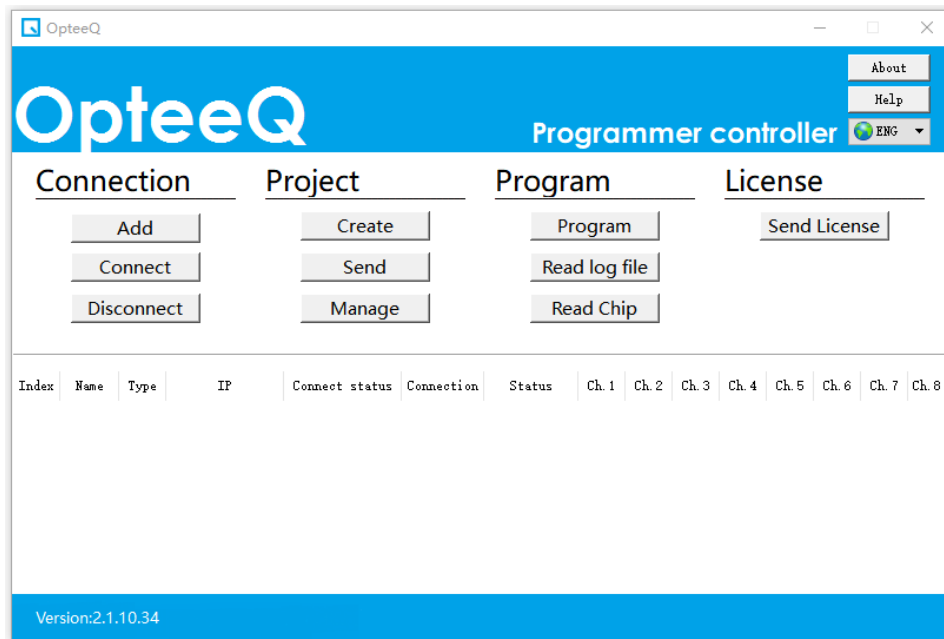 OpteeQ
About
OpteeQ
Help
Programmer controller
ENG
Connection Project Program License
Add Create Program Send License
Connect Send Read log file
Disconnect Manage Read Chip
Index Name Type IP Connect status Connection Status Ch.1 Ch.2 Ch.3 Ch.4 Ch.5 Ch.6 Ch.7 Ch.8
Version:2.1.10.34